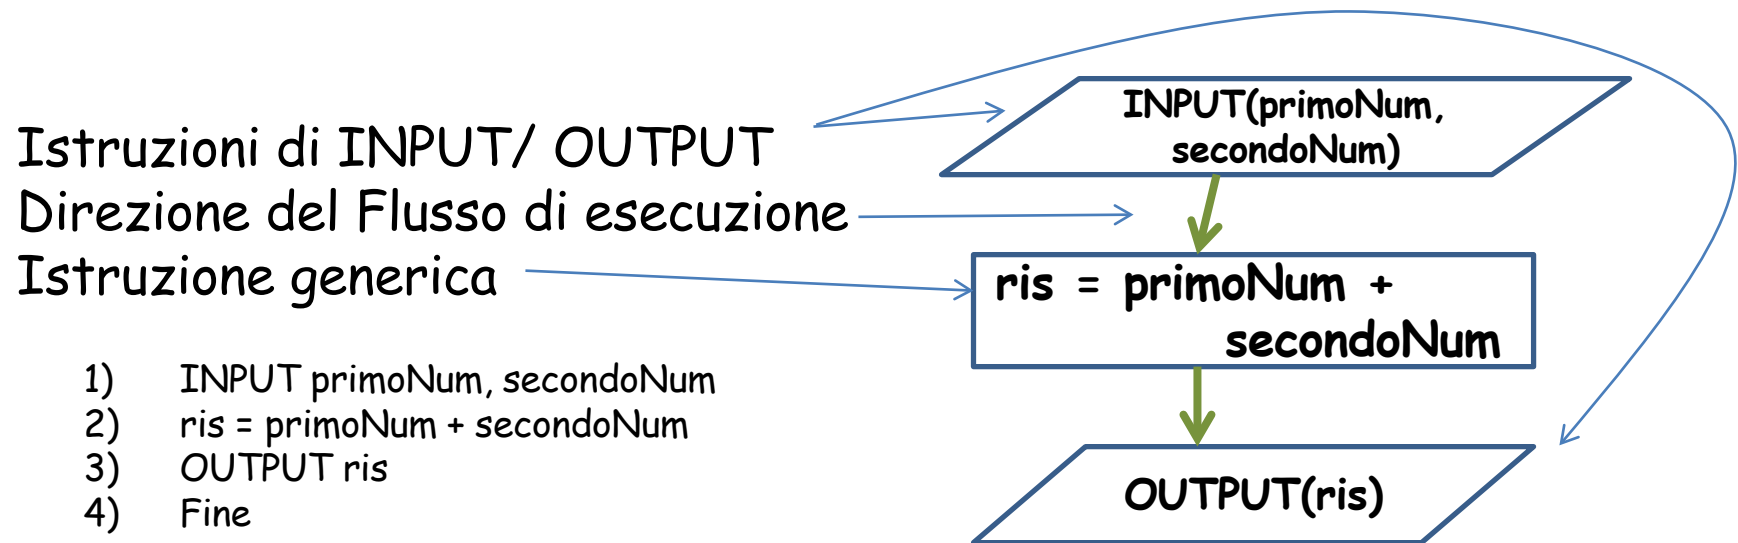 Istruzioni di INPUT/ OUTPUT
Direzione del Flusso di esecuzione
Istruzione generica
1) INPUT primoNum, secondoNum
2) ris = primoNum + secondoNum
3) OUTPUT ris
4) Fine
INPUT(primoNum,
secondoNum)
ris = primoNum +
secondoNum
OUTPUT(ris)